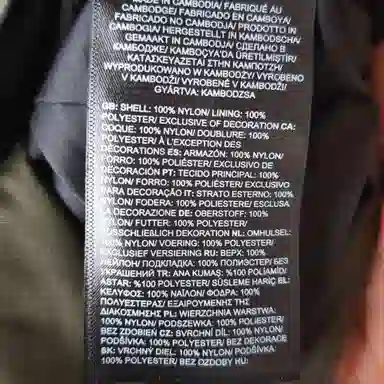 MADE IN CAMBODIA/ FABRIQUÉ AU
CAMBODGE/ HECHO EN CAMBOYA/
FABRICADO NO CAMBOJA/ PRODOTTO IN
CAMBOGIA/ HERGESTELLT IN KAMBODSCHA/
GEMAAKT IN CAMBODJA/ СДЕЛАНО В
КАМБОДЖЕ/ KAMBOÇYA'DA ÜRETİLMİŞTİR/
ΚΑΤΑΣΚΕΥΑΖΕΤΑΙ ΣΤΗΝ ΚΑΜΠΟΤΖΗ/
WYPRODUKOWANO W KAMBODŻY/ VYROBENO
V KAMBODŽI/ VYROBENÉ V KAMBODŽI/
GYÁRTVA: KAMBODZSA
GB: SHELL: 100% NYLON/ LINING: 100%
POLYESTER/ EXCLUSIVE OF DECORATION CA:
COQUE: 100% NYLON/ DOUBLURE: 100%
POLYESTER/ À L'EXCEPTION DES
DÉCORATIONS ES: ARMAZÓN: 100% NYLON/
FORRO: 100% POLIÉSTER/ EXCLUSIVO DE
DECORACIÓN PT: TECIDO PRINCIPAL: 100%
NYLON/ FORRO: 100% POLIÉSTER/ EXCLUSIVO
PARA DECORAÇÃO IT: STRATO ESTERNO: 100%
NYLON/ FODERA: 100% POLIESTERE/ ESCLUSA
LA DECORAZIONE DE: OBERSTOFF: 100%
NYLON/ FUTTER: 100% POLYESTER/
AUSSCHLIEßLICH DEKORATION NL: OMHULSEL:
100% NYLON/ VOERING: 100% POLYESTER/
EXCLUSIEF VERSIERING RU: ВЕРХ: 100%
НЕЙЛОН/ ПОДКЛАДКА: 100% ПОЛИЭСТЕР/ БЕЗ
УКРАШЕНИЙ TR: ANA KUMAŞ: %100 POLİAMİD/
ASTAR: %100 POLYESTER/ SÜSLEME HARİÇ EL:
ΚΕΛΥΦΟΣ: 100% ΝΑΪΛΟΝ/ ΦΟΔΡΑ: 100%
ΠΟΛΥΕΣΤΕΡΑΣ/ ΕΞΑΙΡΟΥΜΕΝΗΣ ΤΗΣ
ΔΙΑΚΟΣΜΗΣΗΣ PL: WIERZCHNIA WARSTWA:
100% NYLON/ PODSZEWKA: 100% POLIESTER/
BEZ ZDOBIEŃ CZ: SVRCHNÍ DÍL: 100% NYLON/
PODŠÍVKA: 100% POLYESTER/ BEZ DEKORACE
SK: VRCHNÝ DIEL: 100% NYLON/ PODŠÍVKA:
100% POLYESTER/ BEZ OZDOBY HU: